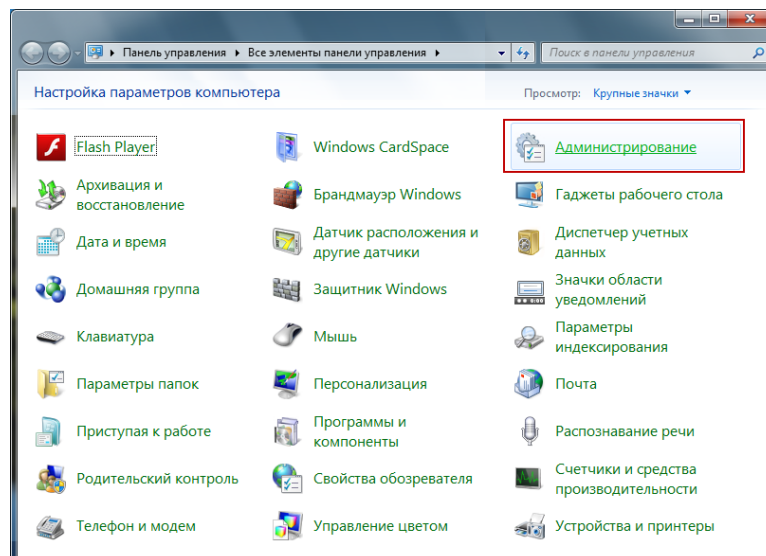 Панель управления ▸ Все элементы панели управления ▸
Поиск в панели управления
Настройка параметров компьютера
Просмотр: Крупные значки
Flash Player
Windows CardSpace
Администрирование
Архивация и
восстановление
Брандмауэр Windows
Гаджеты рабочего стола
Дата и время
Датчик расположения и
другие датчики
Диспетчер учетных
данных
Домашняя группа
Защитник Windows
Значки области
уведомлений
Клавиатура
Мышь
Параметры
индексирования
Параметры папок
Персонализация
Почта
Приступая к работе
Программы и
компоненты
Распознавание речи
Родительский контроль
Свойства обозревателя
Счетчики и средства
производительности
Телефон и модем
Управление цветом
Устройства и принтеры